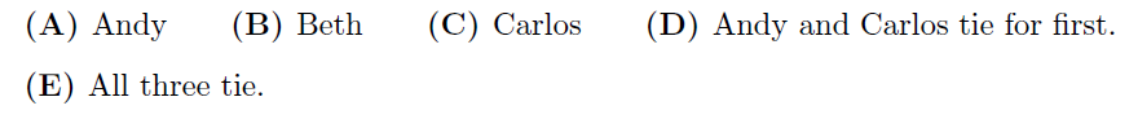 (A) Andy (B) Beth (C) Carlos (D) Andy and Carlos tie for first.
(E) All three tie.